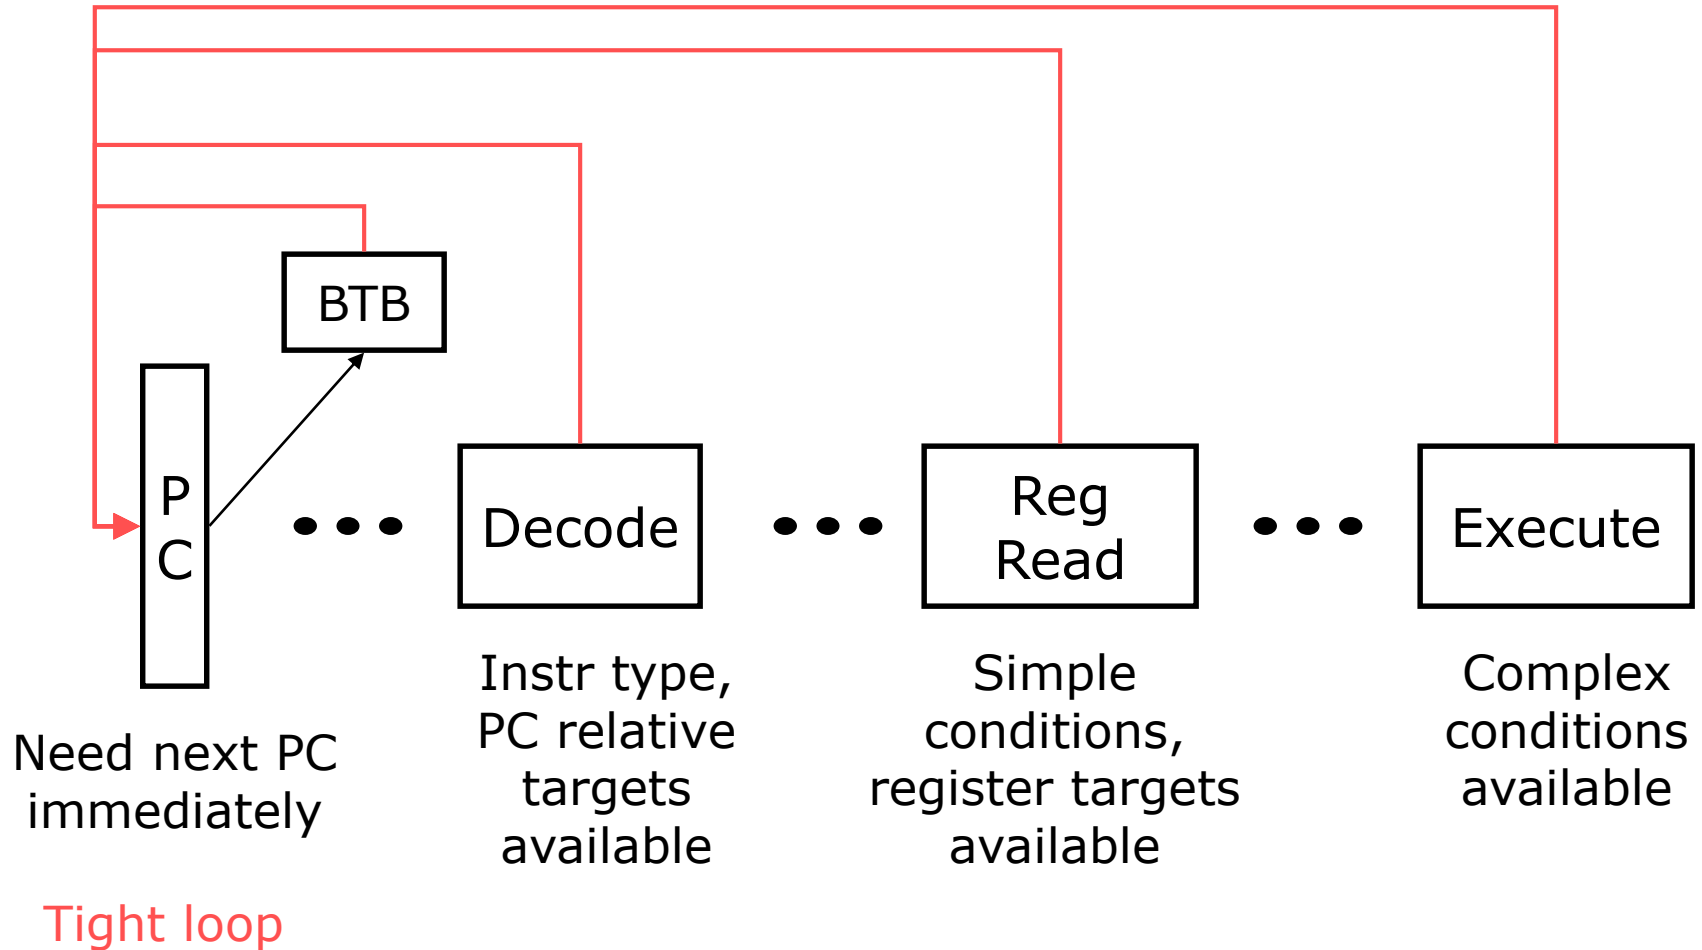 BTB
P
C
Decode
Reg
Read
Execute
Need next PC
immediately
Instr type,
PC relative
targets
available
Simple
conditions,
register targets
available
Complex
conditions
available
Tight loop